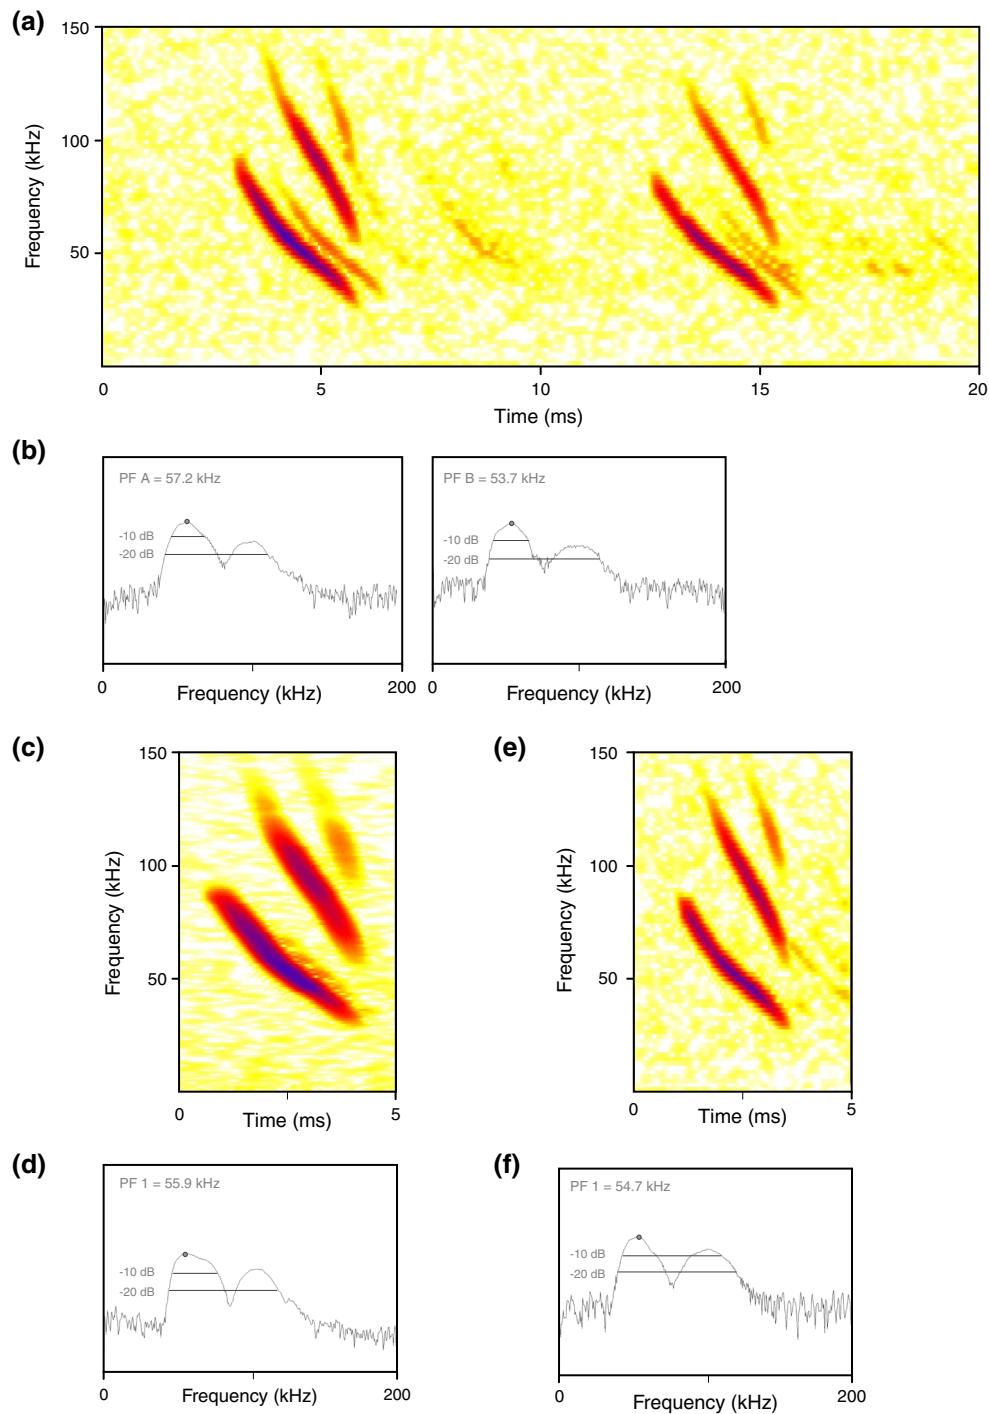 (a)
150
100
50
Frequency (kHz)
0 5 10 15 20
Time (ms)
(b)
PF A = 57.2 kHz
-10 dB
-20 dB
0 200
Frequency (kHz)
PF B = 53.7 kHz
-10 dB
-20 dB
0 200
Frequency (kHz)
(c)
150
100
50
Frequency (kHz)
0 5
Time (ms)
(e)
150
100
50
Frequency (kHz)
0 5
Time (ms)
(d)
PF 1 = 55.9 kHz
-10 dB
-20 dB
0 200
Frequency (kHz)
(f)
PF 1 = 54.7 kHz
-10 dB
-20 dB
0 200
Frequency (kHz)